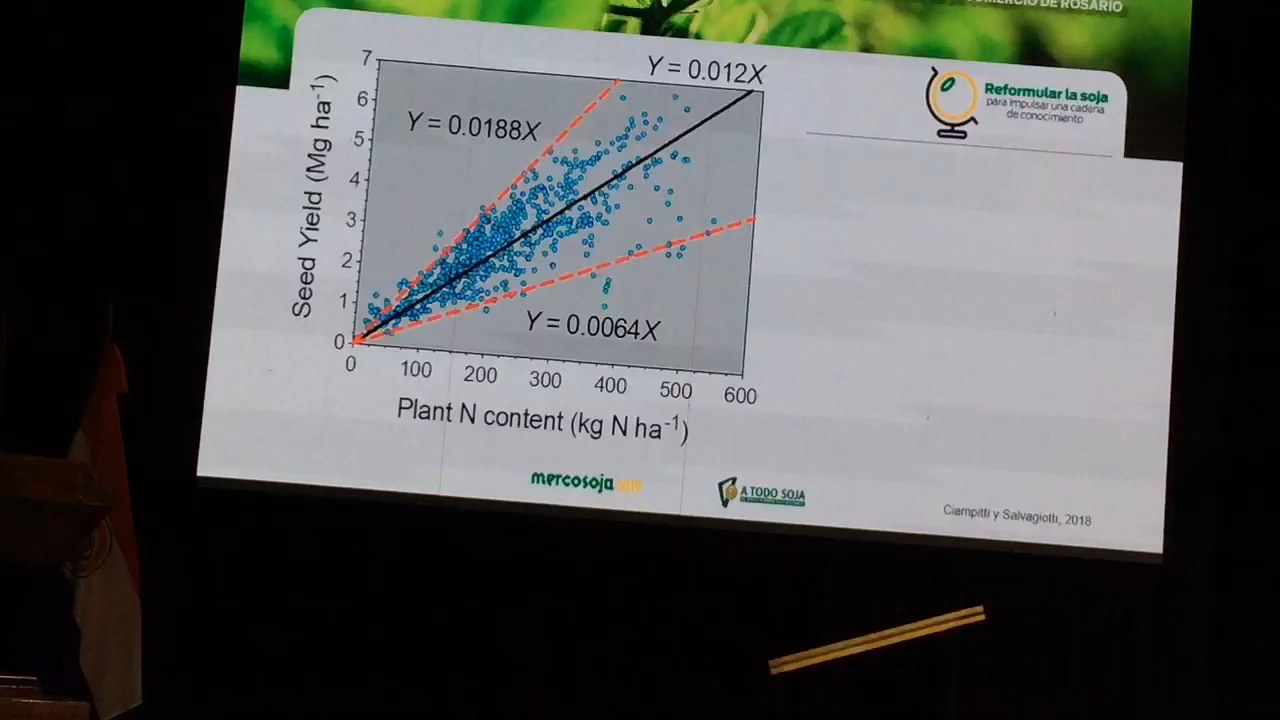 COMERCIO DE ROSARIO
Reformular la soja
para impulsar una cadena
de conocimiento
Y = 0.012X
Y = 0.0188X
Y = 0.0064X
Seed Yield (Mg ha-1)
7
6
5
4
3
2
1
0
0 100 200 300 400 500 600
Plant N content (kg N ha-1)
mercosoja 2019
A TODO SOJA
Ciampitti y Salvagiotti, 2018